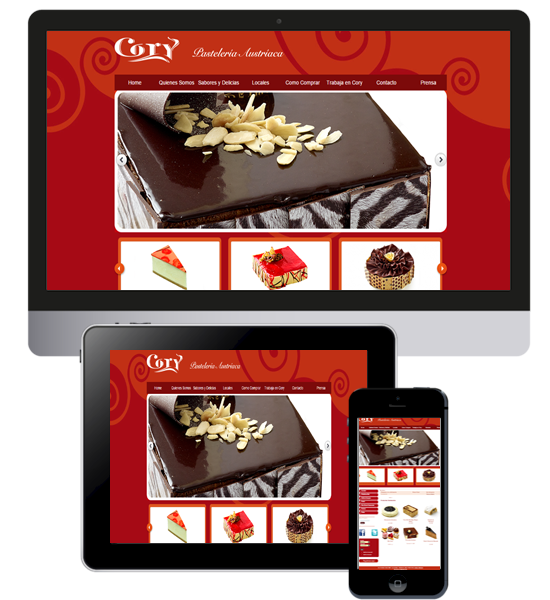 Cory
Pastelería Austriaca
Home Quienes Somos Sabores y Delicias Locales Como Comprar Trabaja en Cory Contacto Prensa
Cory
Pastelería Austriaca
Home Quienes Somos Sabores y Delicias Locales Como Comprar Trabaja en Cory Contacto Prensa
Cory